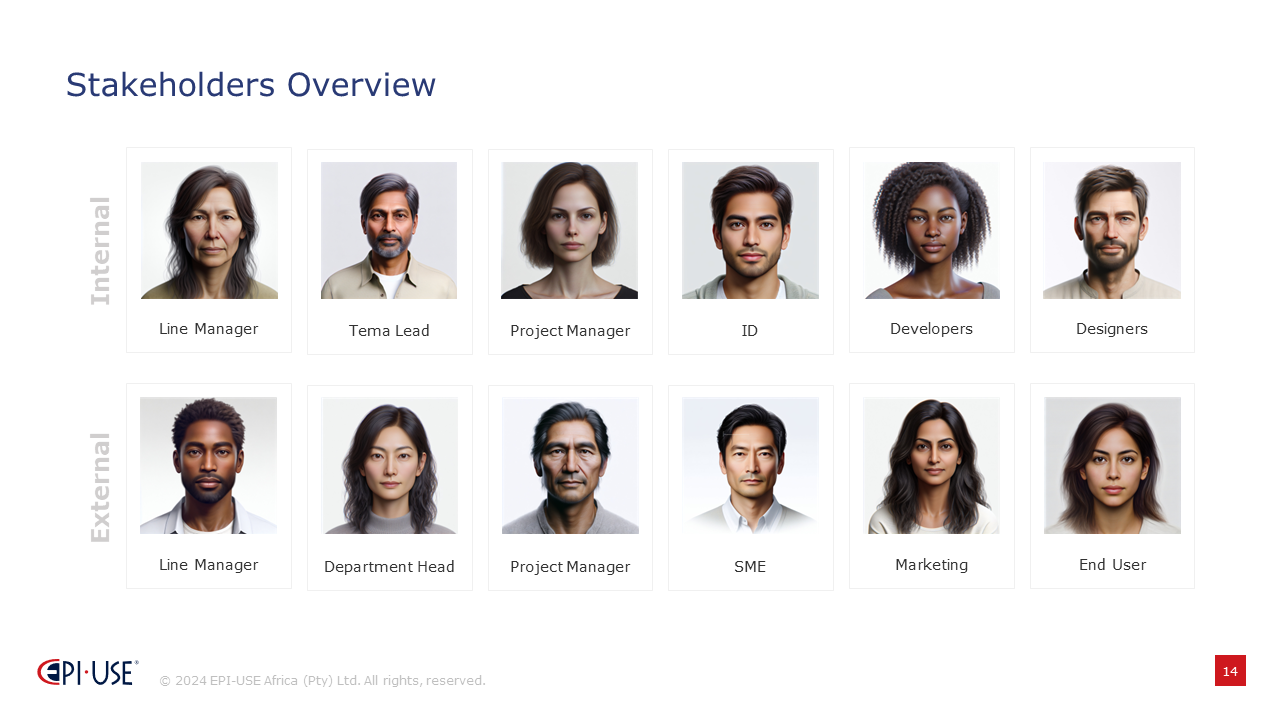 Stakeholders Overview
Internal
Line Manager
Tema Lead
Project Manager
ID
Developers
Designers
External
Line Manager
Department Head
Project Manager
SME
Marketing
End User
EPI·USE
© 2024 EPI-USE Africa (Pty) Ltd. All rights, reserved.
14